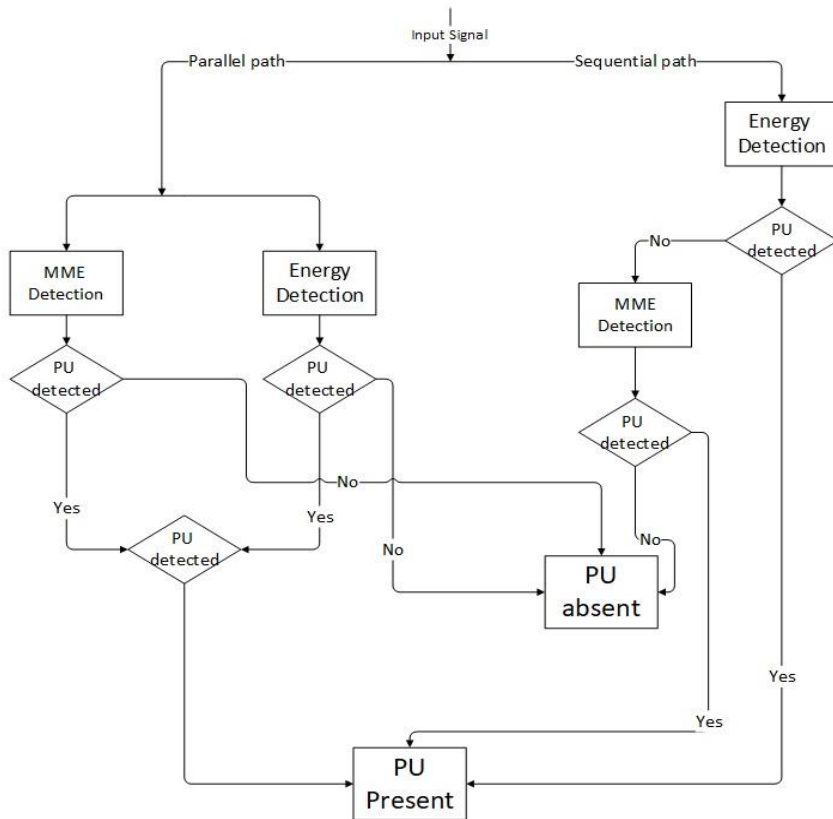 Input Signal
Parallel path
Sequential path
Energy
Detection
PU
detected
No
MME
Detection
Energy
Detection
MME
Detection
PU
detected
PU
detected
PU
detected
No
Yes
Yes
PU
detected
No
No
PU
absent
Yes
Yes
PU
Present